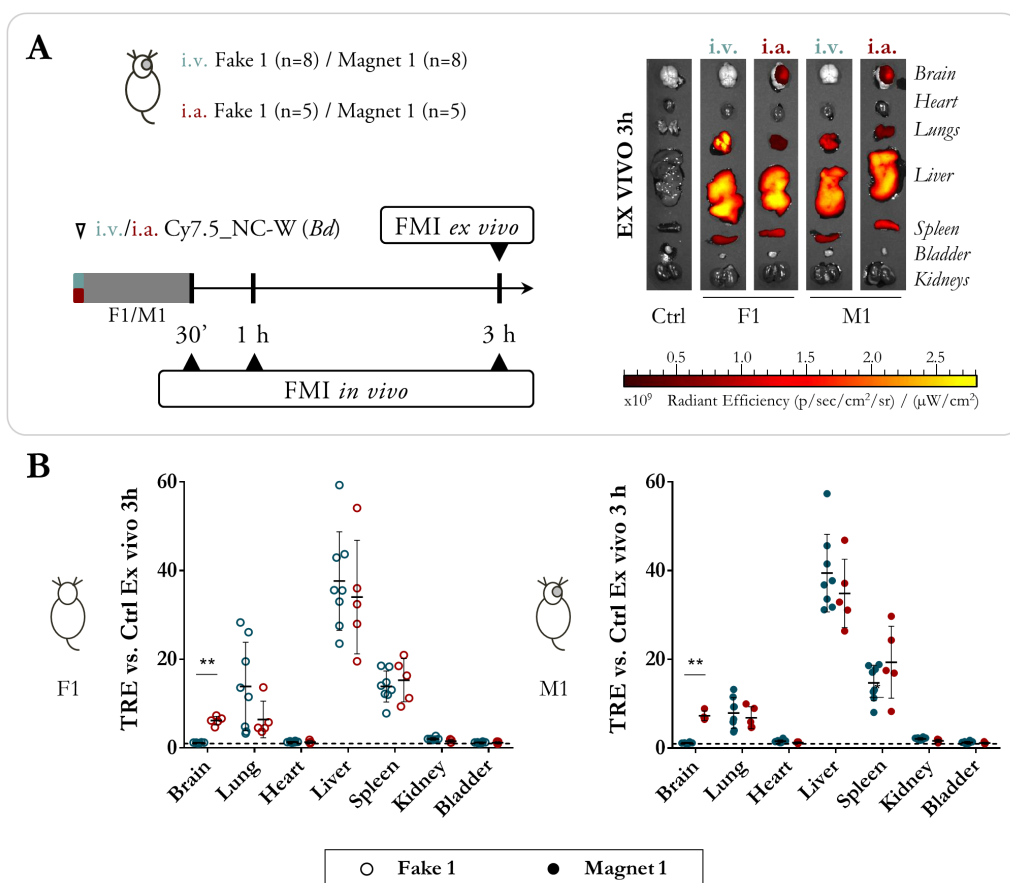 A
i.v. Fake 1 (n=8) / Magnet 1 (n=8)
i.a. Fake 1 (n=5) / Magnet 1 (n=5)
i.v./i.a. Cy7.5_NC-W (Bd)
FMI ex vivo
F1/M1
30’ 1 h 3 h
FMI in vivo
EX VIVO 3h
i.v. i.a. i.v. i.a.
Brain
Heart
Lungs
Liver
Spleen
Bladder
Kidneys
Ctrl F1 M1
0.5 1.0 1.5 2.0 2.5
x10⁹ Radiant Efficiency (p/sec/cm²/sr) / (μW/cm²)
B
F1
TRE vs. Ctrl Ex vivo 3h
60
40
20
0
**
Brain Lung Heart Liver Spleen Kidney Bladder
M1
TRE vs. Ctrl Ex vivo 3 h
60
40
20
0
**
Brain Lung Heart Liver Spleen Kidney Bladder
Fake 1 Magnet 1